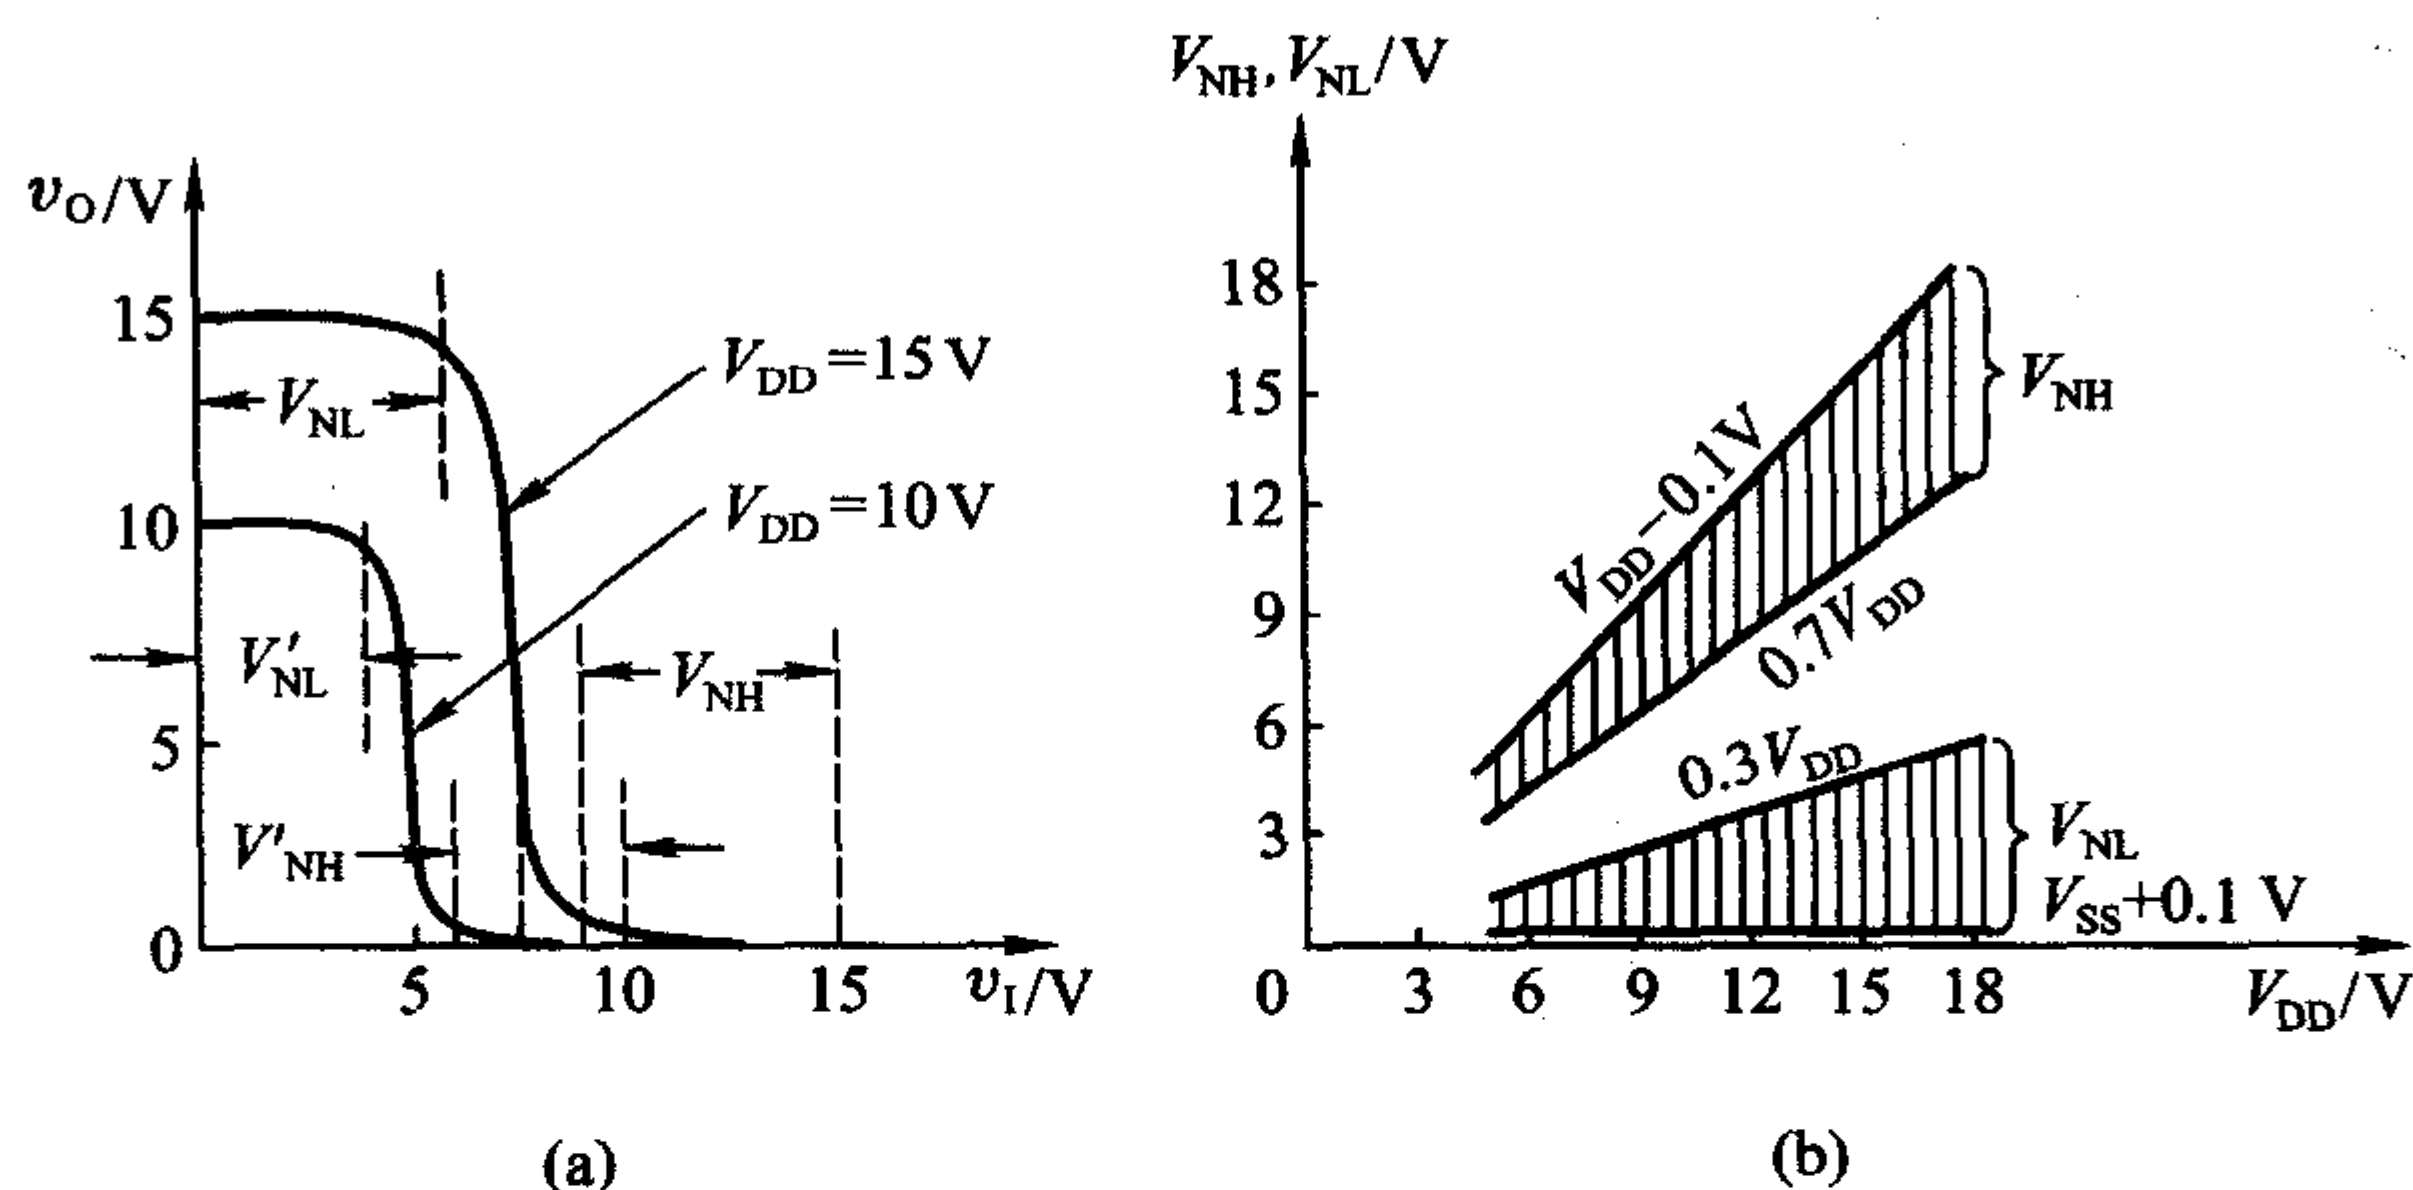 v_O/V
15
10
5
0
V_NL
V'_NL
V'_NH
V_DD=15 V
V_DD=10 V
V_NH
5
10
15
v_I/V
(a)
V_NH, V_NL/V
18
15
12
9
6
3
0
V_DD-0.1V
0.7V_DD
0.3V_DD
V_NH
V_NL
V_SS+0.1 V
3
6
9
12
15
18
V_DD/V
(b)